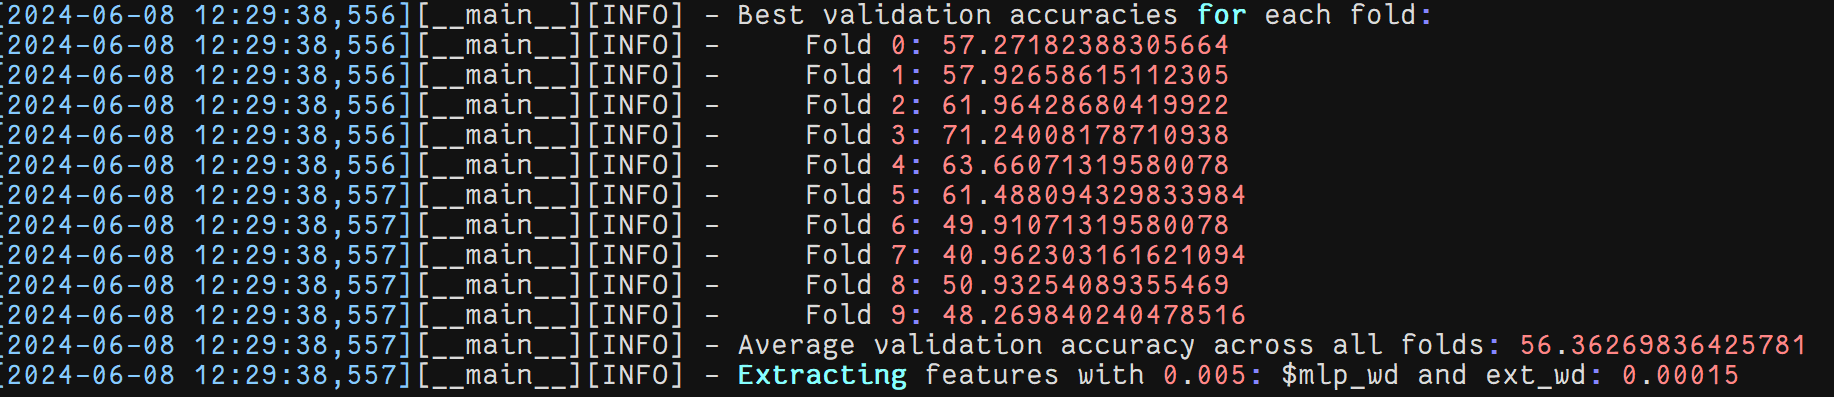 [2024-06-08 12:29:38,556][__main__][INFO] - Best validation accuracies for each fold:
[2024-06-08 12:29:38,556][__main__][INFO] -     Fold 0: 57.27182388305664
[2024-06-08 12:29:38,556][__main__][INFO] -     Fold 1: 57.92658615112305
[2024-06-08 12:29:38,556][__main__][INFO] -     Fold 2: 61.96428680419922
[2024-06-08 12:29:38,556][__main__][INFO] -     Fold 3: 71.24008178710938
[2024-06-08 12:29:38,556][__main__][INFO] -     Fold 4: 63.66071319580078
[2024-06-08 12:29:38,557][__main__][INFO] -     Fold 5: 61.488094329833984
[2024-06-08 12:29:38,557][__main__][INFO] -     Fold 6: 49.91071319580078
[2024-06-08 12:29:38,557][__main__][INFO] -     Fold 7: 40.962303161621094
[2024-06-08 12:29:38,557][__main__][INFO] -     Fold 8: 50.93254089355469
[2024-06-08 12:29:38,557][__main__][INFO] -     Fold 9: 48.269840240478516
[2024-06-08 12:29:38,557][__main__][INFO] - Average validation accuracy across all folds: 56.36269836425781
[2024-06-08 12:29:38,557][__main__][INFO] - Extracting features with 0.005: $mlp_wd and ext_wd: 0.00015